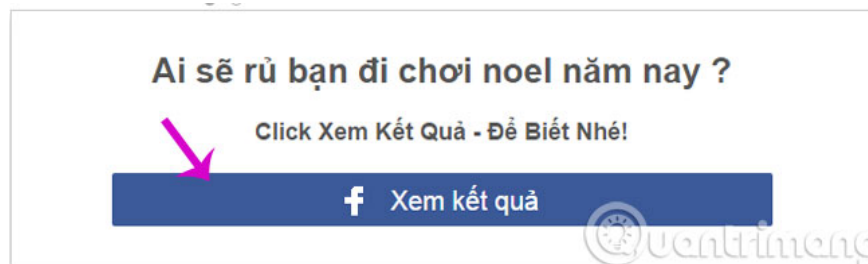 Ai sẽ rủ bạn đi chơi noel năm nay ?
Click Xem Kết Quả - Để Biết Nhé!
f Xem kết quả
Quantrimang